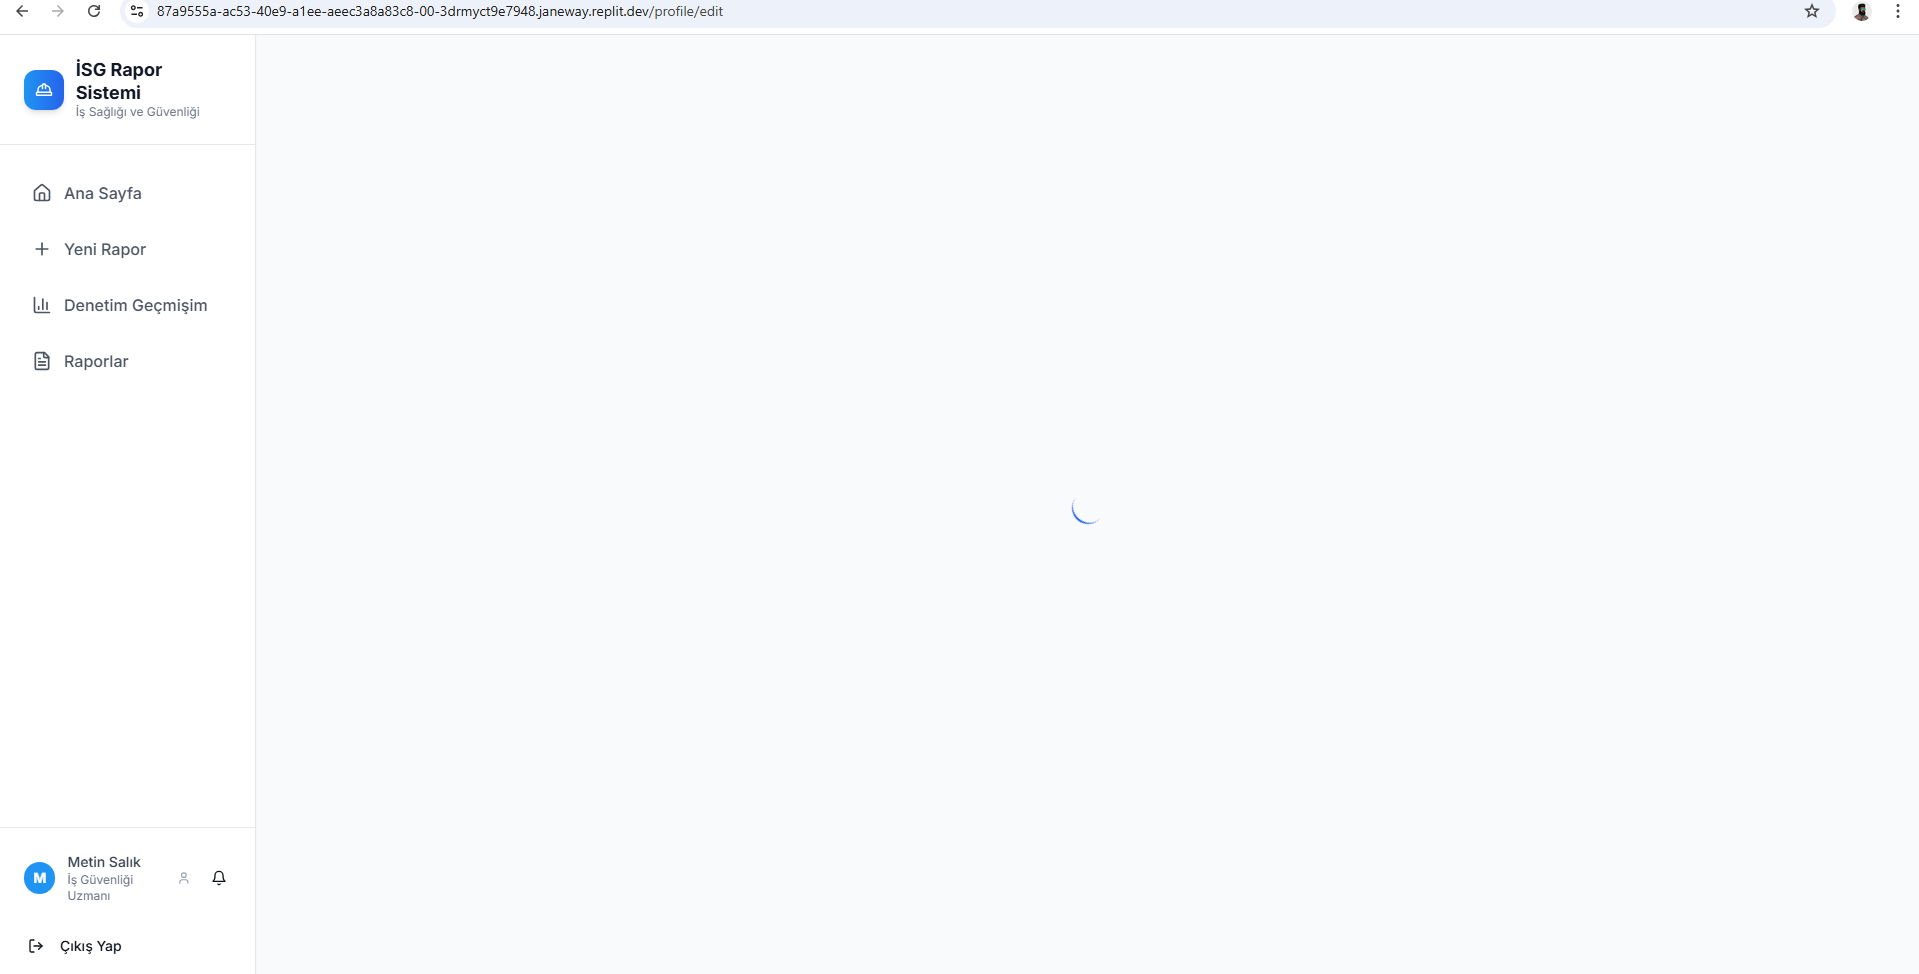 87a9555a-ac53-40e9-a1ee-aeec3a8a83c8-00-3drmyct9e7948.janeway.replit.dev/profile/edit
İSG Rapor
Sistemi
İş Sağlığı ve Güvenliği
Ana Sayfa
Yeni Rapor
Denetim Geçmişim
Raporlar
M
Metin Salık
İş Güvenliği
Uzmanı
Çıkış Yap